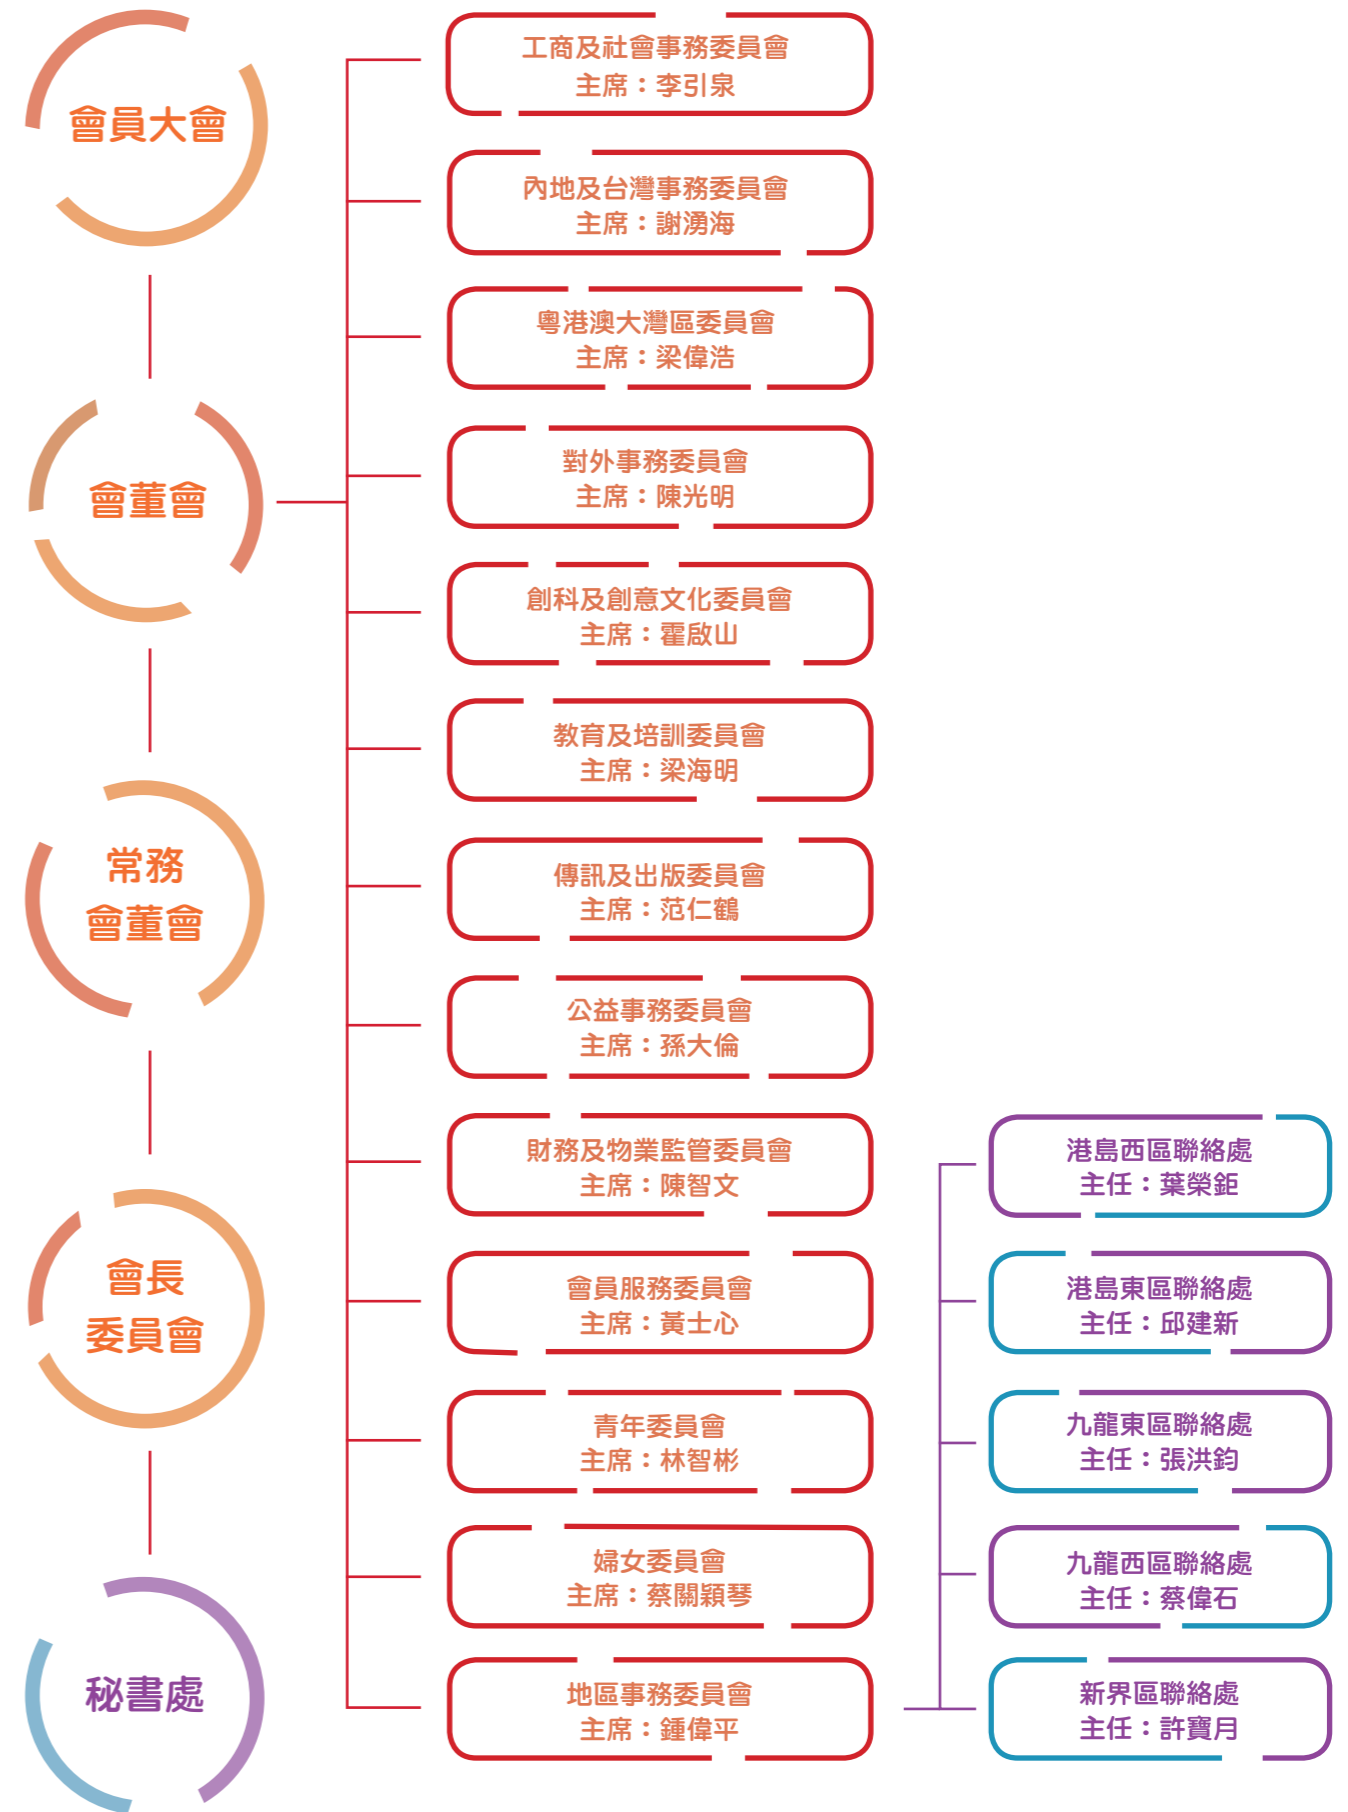 會員大會
會董會
常務
會董會
會長
委員會
秘書處
工商及社會事務委員會
主席：李引泉
內地及台灣事務委員會
主席：謝湧海
粵港澳大灣區委員會
主席：梁偉浩
對外事務委員會
主席：陳光明
創科及創意文化委員會
主席：霍啟山
教育及培訓委員會
主席：梁海明
傳訊及出版委員會
主席：范仁鶴
公益事務委員會
主席：孫大倫
財務及物業監管委員會
主席：陳智文
會員服務委員會
主席：黃士心
青年委員會
主席：林智彬
婦女委員會
主席：蔡關穎琴
地區事務委員會
主席：鍾偉平
港島西區聯絡處
主任：葉榮鉅
港島東區聯絡處
主任：邱建新
九龍東區聯絡處
主任：張洪鈞
九龍西區聯絡處
主任：蔡偉石
新界區聯絡處
主任：許寶月